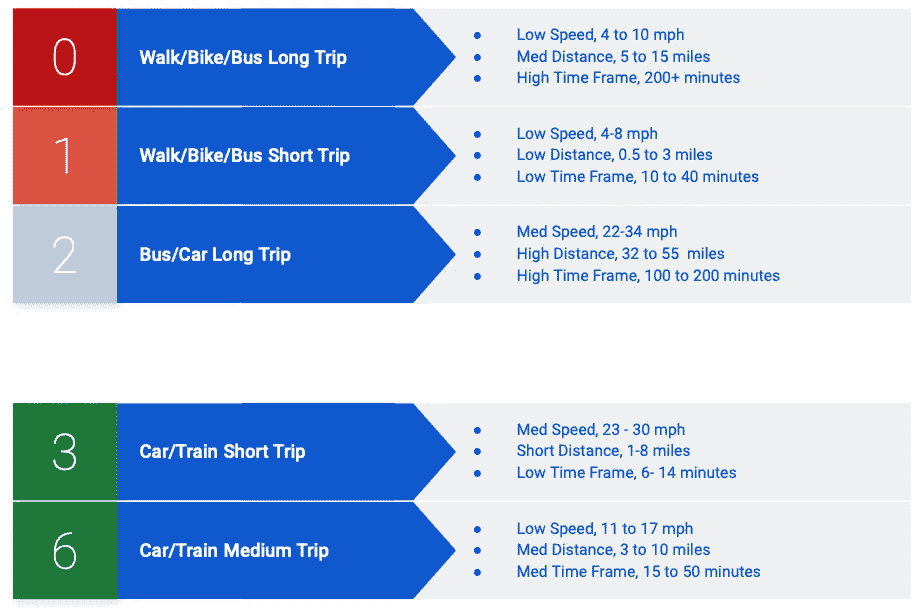 0
Walk/Bike/Bus Long Trip
● Low Speed, 4 to 10 mph
● Med Distance, 5 to 15 miles
● High Time Frame, 200+ minutes
1
Walk/Bike/Bus Short Trip
● Low Speed, 4-8 mph
● Low Distance, 0.5 to 3 miles
● Low Time Frame, 10 to 40 minutes
2
Bus/Car Long Trip
● Med Speed, 22-34 mph
● High Distance, 32 to 55  miles
● High Time Frame, 100 to 200 minutes
3
Car/Train Short Trip
● Med Speed, 23 - 30 mph
● Short Distance, 1-8 miles
● Low Time Frame, 6- 14 minutes
6
Car/Train Medium Trip
● Low Speed, 11 to 17 mph
● Med Distance, 3 to 10 miles
● Med Time Frame, 15 to 50 minutes